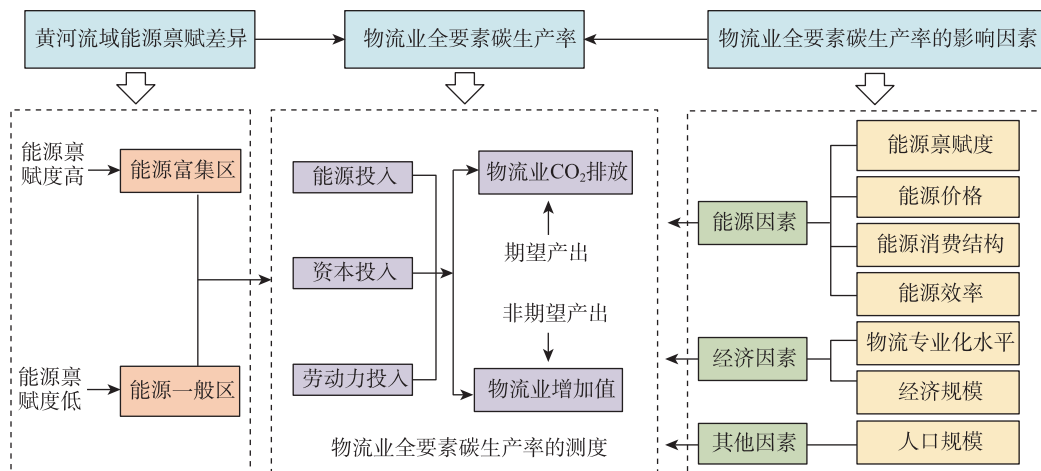 黄河流域能源禀赋差异
物流业全要素碳生产率
物流业全要素碳生产率的影响因素
能源禀
赋度高
能源富集区
能源禀
赋度低
能源一般区
能源投入
资本投入
劳动力投入
物流业CO₂排放
期望产出
非期望产出
物流业增加值
物流业全要素碳生产率的测度
能源因素
能源禀赋度
能源价格
能源消费结构
能源效率
经济因素
物流专业化水平
经济规模
其他因素
人口规模